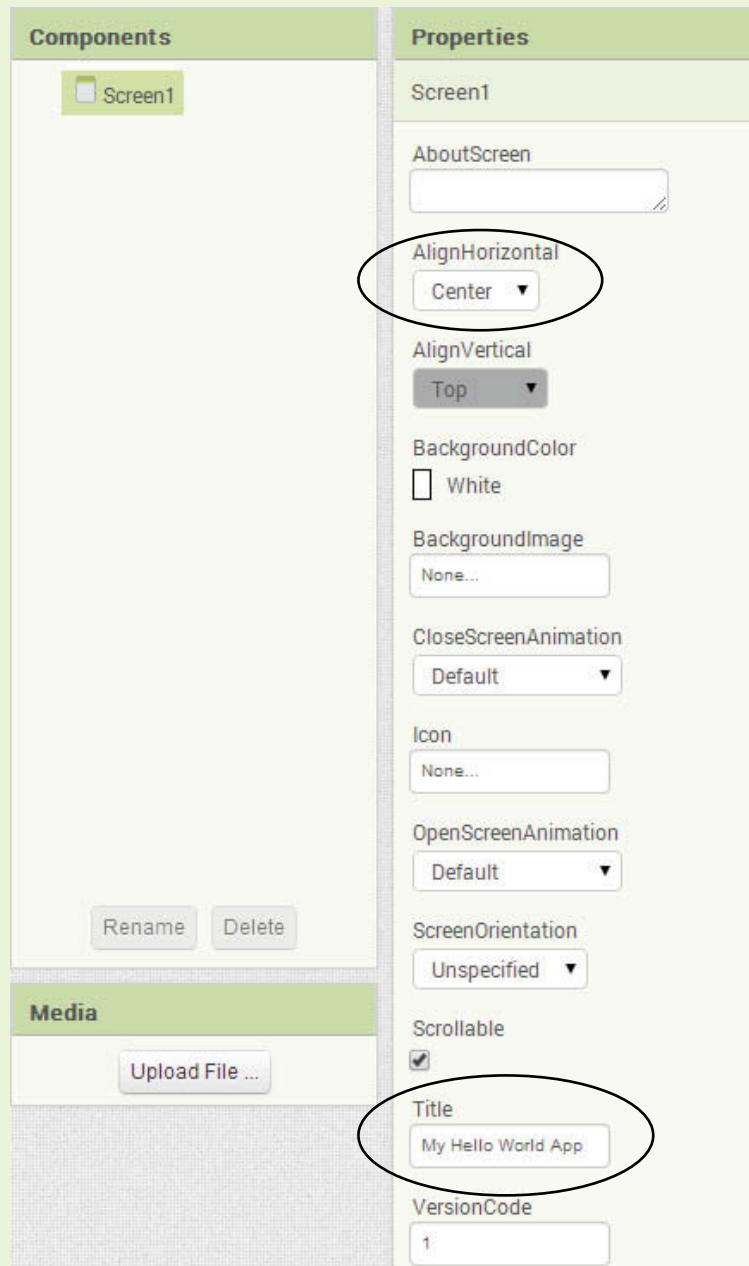 Components
Screen1
Rename
Delete
Media
Upload File ...
Properties
Screen1
AboutScreen
AlignHorizontal
Center
AlignVertical
Top
BackgroundColor
White
BackgroundImage
None...
CloseScreenAnimation
Default
Icon
None...
OpenScreenAnimation
Default
ScreenOrientation
Unspecified
Scrollable
Title
My Hello World App
VersionCode
1